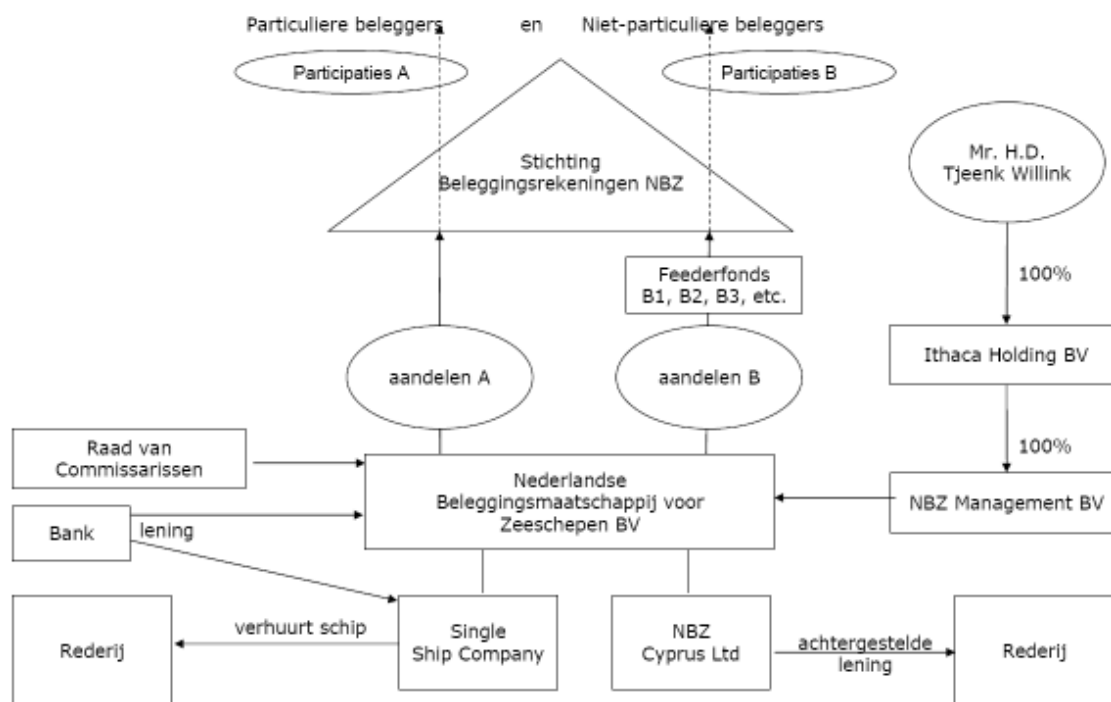 Particuliere beleggers en Niet-particuliere beleggers
Participaties A
Participaties B
Stichting
Beleggingsrekeningen NBZ
Mr. H.D.
Tjeenk Willink
Feederfonds
B1, B2, B3, etc.
100%
aandelen A
aandelen B
Ithaca Holding BV
Raad van
Commissarissen
100%
Nederlandse
Beleggingsmaatschappij voor
Zeeschepen BV
NBZ Management BV
Bank
lening
Rederij
verhuurt schip
Single
Ship Company
NBZ
Cyprus Ltd
achtergestelde
lening
Rederij